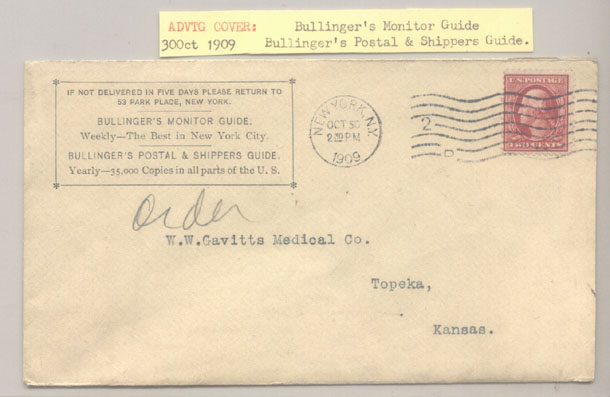 ADVTG COVER: Bullinger's Monitor Guide
30Oct 1909 Bullinger's Postal & Shippers Guide.
IF NOT DELIVERED IN FIVE DAYS PLEASE RETURN TO
53 PARK PLACE, NEW YORK.
BULLINGER'S MONITOR GUIDE.
Weekly—The Best in New York City.
BULLINGER'S POSTAL & SHIPPERS GUIDE.
Yearly—35,000 Copies in all parts of the U. S.
NEW YORK, N.Y.
OCT 30
PM
1909
2
D
U.S. POSTAGE
TWO CENTS
Order
W.W.Gavitts Medical Co.
Topeka,
Kansas.